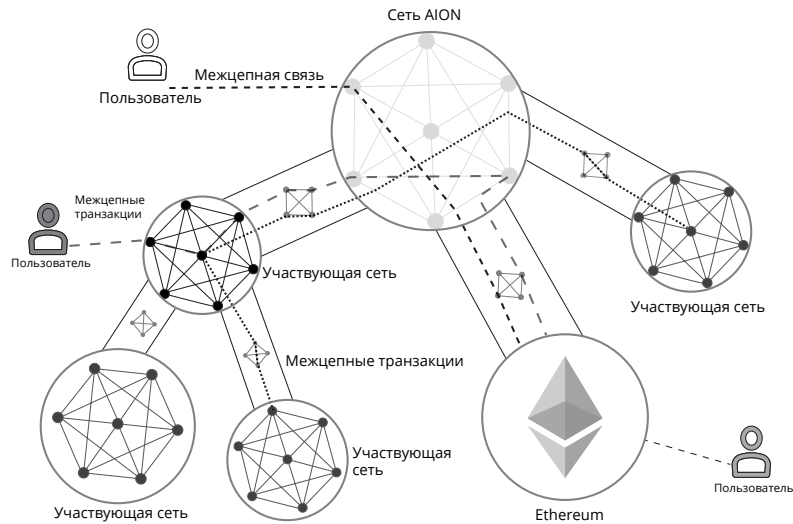 Сеть AION
Межцепная связь
Пользователь
Межцепные
транзакции
Пользователь
Участвующая сеть
Участвующая сеть
Межцепные транзакции
Участвующая
сеть
Пользователь
Участвующая сеть
Ethereum